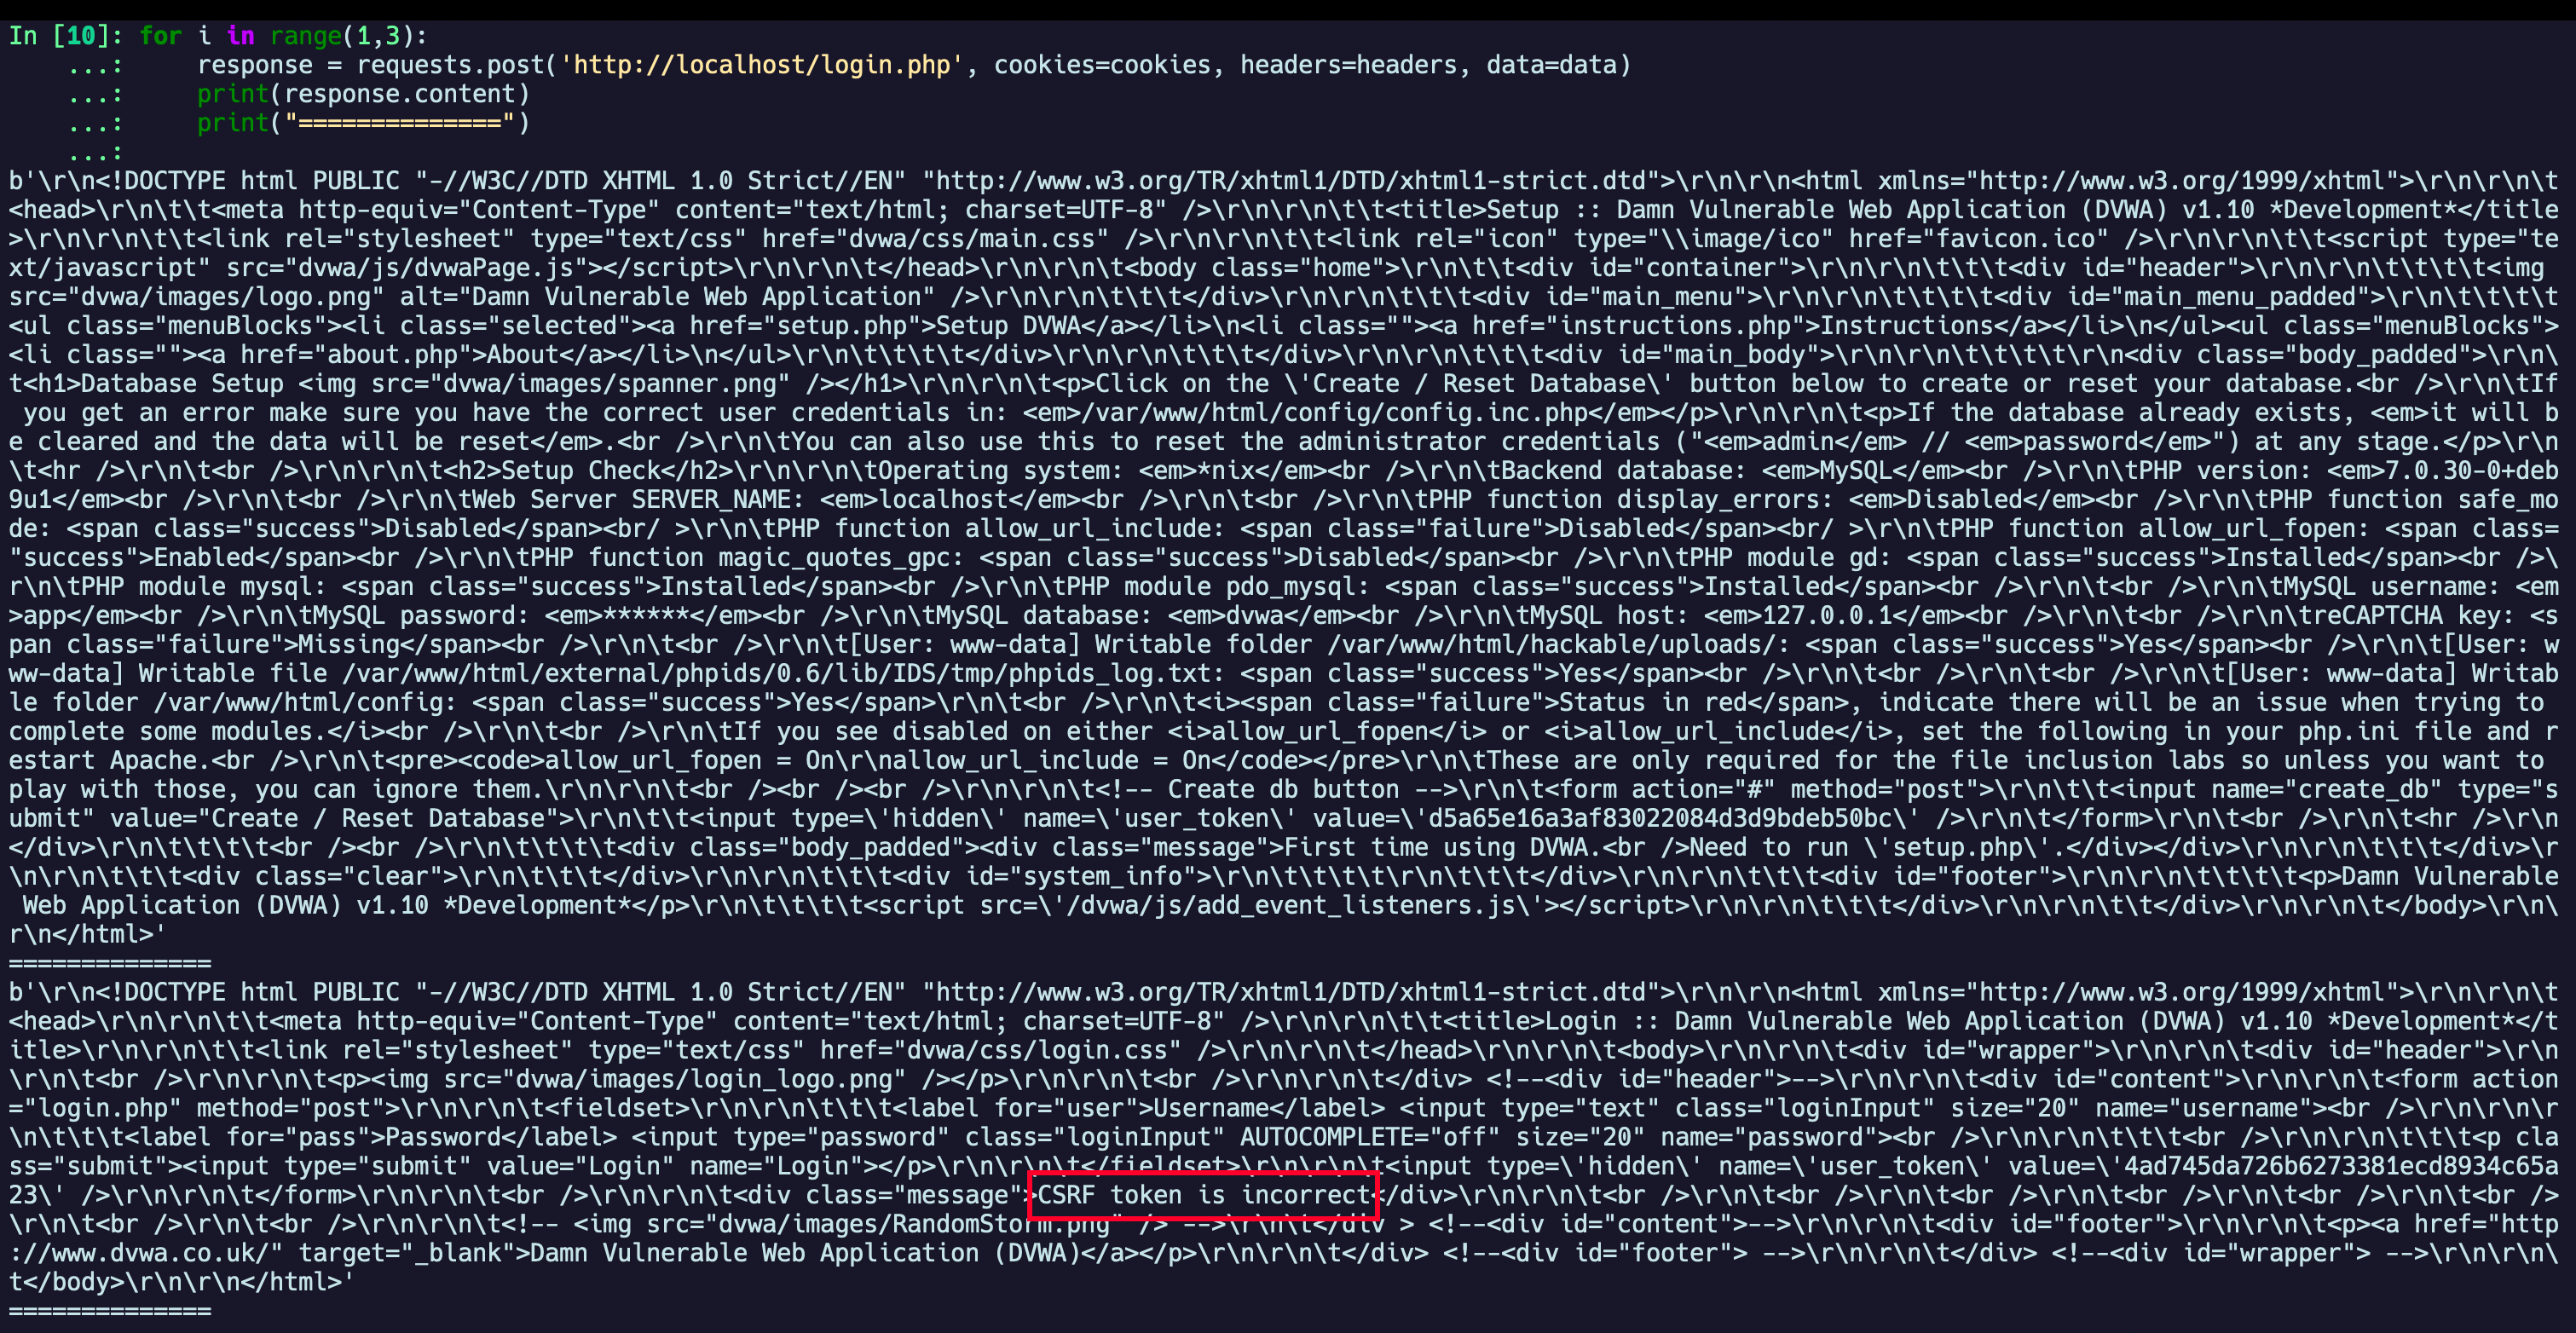 In [10]: for i in range(1,3):
    ...:     response = requests.post('http://localhost/login.php', cookies=cookies, headers=headers, data=data)
    ...:     print(response.content)
    ...:     print("==============")
    ...:
b'\r\n<!DOCTYPE html PUBLIC "-//W3C//DTD XHTML 1.0 Strict//EN" "http://www.w3.org/TR/xhtml1/DTD/xhtml1-strict.dtd">\r\n\r\n<html xmlns="http://www.w3.org/1999/xhtml">\r\n\r\n\t
<head>\r\n\t\t<meta http-equiv="Content-Type" content="text/html; charset=UTF-8" />\r\n\r\n\t\t<title>Setup :: Damn Vulnerable Web Application (DVWA) v1.10 *Development*</title
>\r\n\r\n\t\t<link rel="stylesheet" type="text/css" href="dvwa/css/main.css" />\r\n\r\n\t\t<link rel="icon" type="\\image/ico" href="favicon.ico" />\r\n\r\n\t\t<script type="te
xt/javascript" src="dvwa/js/dvwaPage.js"></script>\r\n\r\n\t</head>\r\n\r\n\t<body class="home">\r\n\t\t<div id="container">\r\n\r\n\t\t\t<div id="header">\r\n\r\n\t\t\t\t<img
src="dvwa/images/logo.png" alt="Damn Vulnerable Web Application" />\r\n\r\n\t\t\t</div>\r\n\r\n\t\t\t<div id="main_menu">\r\n\r\n\t\t\t\t<div id="main_menu_padded">\r\n\t\t\t\t
<ul class="menuBlocks"><li class="selected"><a href="setup.php">Setup DVWA</a></li>\n<li class=""><a href="instructions.php">Instructions</a></li>\n</ul><ul class="menuBlocks">
<li class=""><a href="about.php">About</a></li>\n</ul>\r\n\t\t\t\t</div>\r\n\r\n\t\t\t</div>\r\n\r\n\t\t\t<div id="main_body">\r\n\r\n\t\t\t\t\r\n<div class="body_padded">\r\n\
t<h1>Database Setup <img src="dvwa/images/spanner.png" /></h1>\r\n\r\n\t<p>Click on the \'Create / Reset Database\' button below to create or reset your database.<br />\r\n\tIf
 you get an error make sure you have the correct user credentials in: <em>/var/www/html/config/config.inc.php</em></p>\r\n\r\n\t<p>If the database already exists, <em>it will b
e cleared and the data will be reset</em>.<br />\r\n\tYou can also use this to reset the administrator credentials ("<em>admin</em> // <em>password</em>") at any stage.</p>\r\n
\t<hr />\r\n\t<br />\r\n\r\n\t<h2>Setup Check</h2>\r\n\r\n\tOperating system: <em>*nix</em><br />\r\n\tBackend database: <em>MySQL</em><br />\r\n\tPHP version: <em>7.0.30-0+deb
9u1</em><br />\r\n\t<br />\r\n\tWeb Server SERVER_NAME: <em>localhost</em><br />\r\n\t<br />\r\n\tPHP function display_errors: <em>Disabled</em><br />\r\n\tPHP function safe_mo
de: <span class="success">Disabled</span><br/ >\r\n\tPHP function allow_url_include: <span class="failure">Disabled</span><br/ >\r\n\tPHP function allow_url_fopen: <span class=
"success">Enabled</span><br />\r\n\tPHP function magic_quotes_gpc: <span class="success">Disabled</span><br />\r\n\tPHP module gd: <span class="success">Installed</span><br />\
r\n\tPHP module mysql: <span class="success">Installed</span><br />\r\n\tPHP module pdo_mysql: <span class="success">Installed</span><br />\r\n\t<br />\r\n\tMySQL username: <em
>app</em><br />\r\n\tMySQL password: <em>******</em><br />\r\n\tMySQL database: <em>dvwa</em><br />\r\n\tMySQL host: <em>127.0.0.1</em><br />\r\n\t<br />\r\n\treCAPTCHA key: <s
pan class="failure">Missing</span><br />\r\n\t<br />\r\n\t[User: www-data] Writable folder /var/www/html/hackable/uploads/: <span class="success">Yes</span><br />\r\n\t[User: w
ww-data] Writable file /var/www/html/external/phpids/0.6/lib/IDS/tmp/phpids_log.txt: <span class="success">Yes</span><br />\r\n\t<br />\r\n\t<br />\r\n\t[User: www-data] Writab
le folder /var/www/html/config: <span class="success">Yes</span>\r\n\t<br />\r\n\t<i><span class="failure">Status in red</span>, indicate there will be an issue when trying to
complete some modules.</i><br />\r\n\t<br />\r\n\tIf you see disabled on either <i>allow_url_fopen</i> or <i>allow_url_include</i>, set the following in your php.ini file and r
estart Apache.<br />\r\n\t<pre><code>allow_url_fopen = On\r\nallow_url_include = On</code></pre>\r\n\tThese are only required for the file inclusion labs so unless you want to
play with those, you can ignore them.\r\n\r\n\t<br /><br /><br />\r\n\r\n\t<!-- Create db button -->\r\n\t<form action="#" method="post">\r\n\t\t<input name="create_db" type="s
ubmit" value="Create / Reset Database">\r\n\t\t<input type=\'hidden\' name=\'user_token\' value=\'d5a65e16a3af83022084d3d9bdeb50bc\' />\r\n\t</form>\r\n\t<br />\r\n\t<hr />\r\n
</div>\r\n\t\t\t\t<br /><br />\r\n\t\t\t\t<div class="body_padded"><div class="message">First time using DVWA.<br />Need to run \'setup.php\'.</div></div>\r\n\r\n\t\t\t</div>\r
\n\r\n\t\t\t<div class="clear">\r\n\t\t\t</div>\r\n\r\n\t\t\t<div id="system_info">\r\n\t\t\t\t\r\n\t\t\t</div>\r\n\r\n\t\t\t<div id="footer">\r\n\r\n\t\t\t\t<p>Damn Vulnerable
 Web Application (DVWA) v1.10 *Development*</p>\r\n\t\t\t\t<script src=\'/dvwa/js/add_event_listeners.js\'></script>\r\n\r\n\t\t\t</div>\r\n\r\n\t\t</div>\r\n\r\n\t</body>\r\n\
r\n</html>'
==============
b'\r\n<!DOCTYPE html PUBLIC "-//W3C//DTD XHTML 1.0 Strict//EN" "http://www.w3.org/TR/xhtml1/DTD/xhtml1-strict.dtd">\r\n\r\n<html xmlns="http://www.w3.org/1999/xhtml">\r\n\r\n\t
<head>\r\n\r\n\t\t<meta http-equiv="Content-Type" content="text/html; charset=UTF-8" />\r\n\r\n\t\t<title>Login :: Damn Vulnerable Web Application (DVWA) v1.10 *Development*</t
itle>\r\n\r\n\t\t<link rel="stylesheet" type="text/css" href="dvwa/css/login.css" />\r\n\r\n\t</head>\r\n\r\n\t<body>\r\n\r\n\t<div id="wrapper">\r\n\r\n\t<div id="header">\r\n
\r\n\t<br />\r\n\r\n\t<p><img src="dvwa/images/login_logo.png" /></p>\r\n\r\n\t<br />\r\n\r\n\t</div> <!--<div id="header">-->\r\n\r\n\t<div id="content">\r\n\r\n\t<form action
="login.php" method="post">\r\n\r\n\t<fieldset>\r\n\r\n\t\t\t<label for="user">Username</label> <input type="text" class="loginInput" size="20" name="username"><br />\r\n\r\n\r
\n\t\t\t<label for="pass">Password</label> <input type="password" class="loginInput" AUTOCOMPLETE="off" size="20" name="password"><br />\r\n\r\n\t\t\t<br />\r\n\r\n\t\t\t<p cla
ss="submit"><input type="submit" value="Login" name="Login"></p>\r\n\r\n\t</fieldset>\r\n\r\n\t<input type=\'hidden\' name=\'user_token\' value=\'4ad745da726b6273381ecd8934c65a
23\' />\r\n\r\n\t</form>\r\n\r\n\t<br />\r\n\r\n\t<div class="message">CSRF token is incorrect</div>\r\n\r\n\t<br />\r\n\t<br />\r\n\t<br />\r\n\t<br />\r\n\t<br />\r\n\t<br />
\r\n\t<br />\r\n\t<br />\r\n\r\n\t<!-- <img src="dvwa/images/RandomStorm.png" /> -->\r\n\t</div > <!--<div id="content">-->\r\n\r\n\t<div id="footer">\r\n\r\n\t<p><a href="http
://www.dvwa.co.uk/" target="_blank">Damn Vulnerable Web Application (DVWA)</a></p>\r\n\r\n\t</div> <!--<div id="footer"> -->\r\n\r\n\t</div> <!--<div id="wrapper"> -->\r\n\r\n\
t</body>\r\n\r\n</html>'
==============